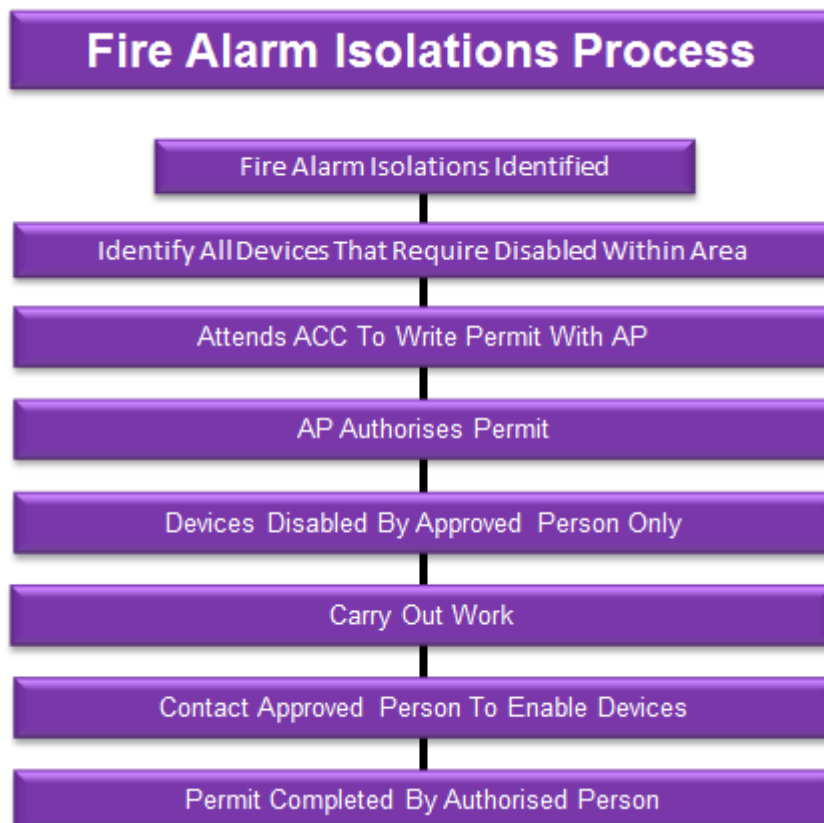 Fire Alarm Isolations Process
Fire Alarm Isolations Identified
Identify All Devices That Require Disabled Within Area
Attends ACC To Write Permit With AP
AP Authorises Permit
Devices Disabled By Approved Person Only
Carry Out Work
Contact Approved Person To Enable Devices
Permit Completed By Authorised Person